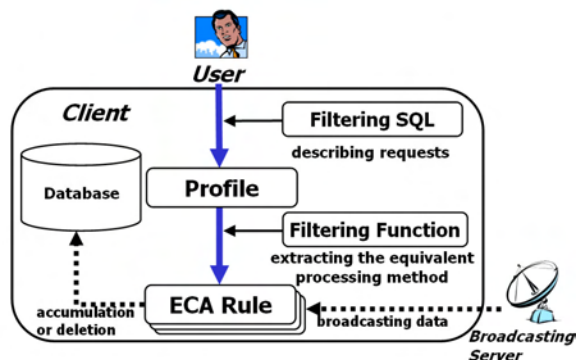 User
Client
Filtering SQL
describing requests
Database
Profile
Filtering Function
extracting the equivalent
processing method
ECA Rule
accumulation
or deletion
broadcasting data
Broadcasting
Server